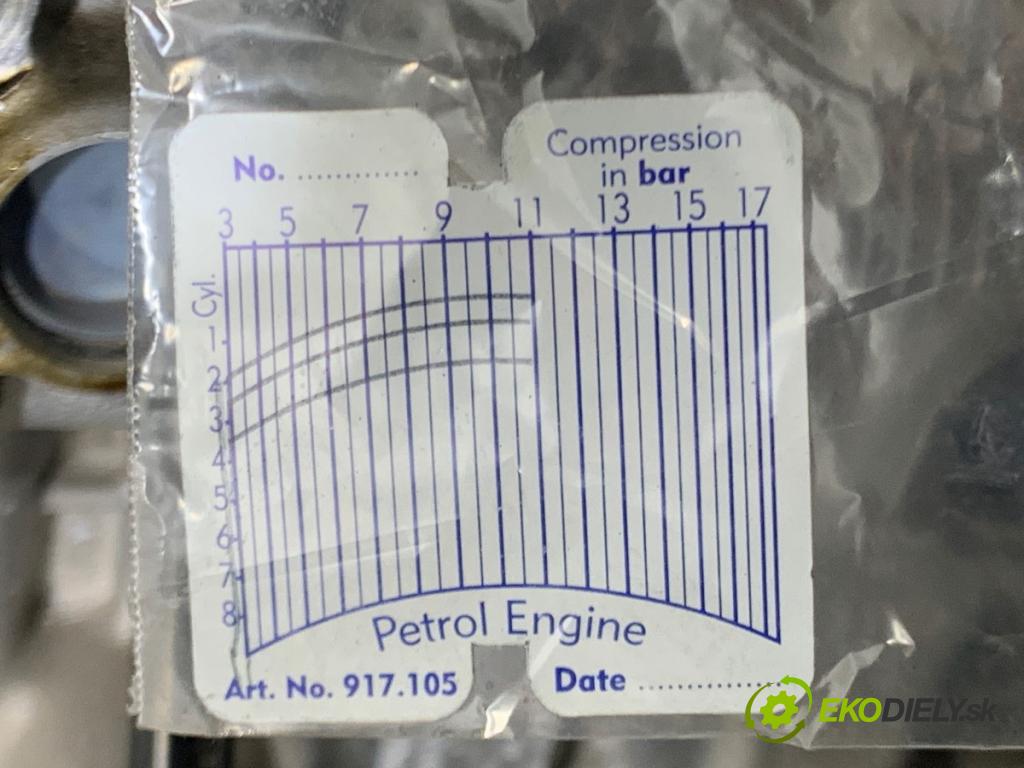 No. .............
Compression
in bar
3 5 7 9 11 13 15 17
Cyl.
1
2
3
4
5
6
7
8
Petrol Engine
Art. No. 917.105
Date ...............
EKODIELY.sk